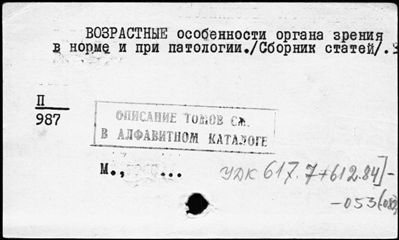 ВОЗРАСТНЫЕ особенности органа зрения
в норме и при патологии./Сборник статей/.
П
987
ОПИСАНИЕ ТОМОВ СМ.
В АЛФАВИТНОМ КАТАЛОГЕ
М., ...
УДК 617.7+612.84]-
-053(082)